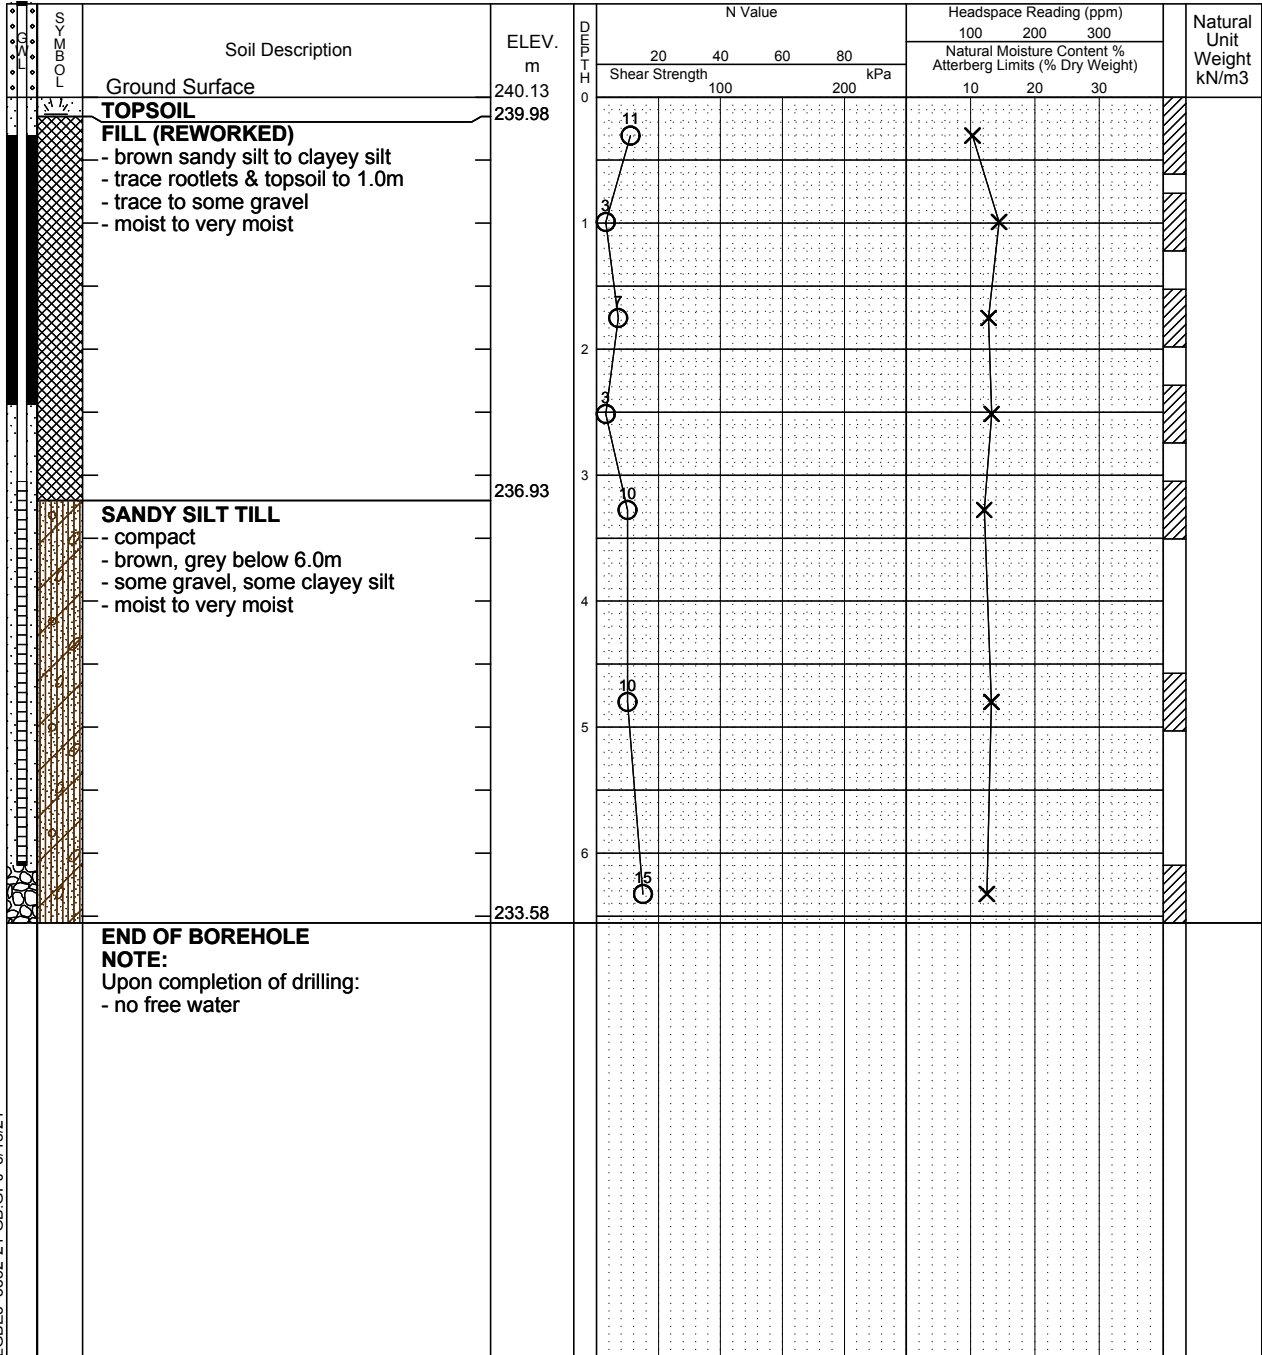 GWL
SYMBOL
Soil Description
Ground Surface
ELEV.
m
240.13
DEPTH
N Value
20 40 60 80
Shear Strength kPa
100 200
Headspace Reading (ppm)
100 200 300
Natural Moisture Content %
Atterberg Limits (% Dry Weight)
10 20 30
Natural
Unit
Weight
kN/m3
0
TOPSOIL
239.98
FILL (REWORKED)
- brown sandy silt to clayey silt
- trace rootlets & topsoil to 1.0m
- trace to some gravel
- moist to very moist
11
3
1
7
2
3
3
236.93
10
SANDY SILT TILL
- compact
- brown, grey below 6.0m
- some gravel, some clayey silt
- moist to very moist
4
10
5
6
15
233.58
END OF BOREHOLE
NOTE:
Upon completion of drilling:
- no free water